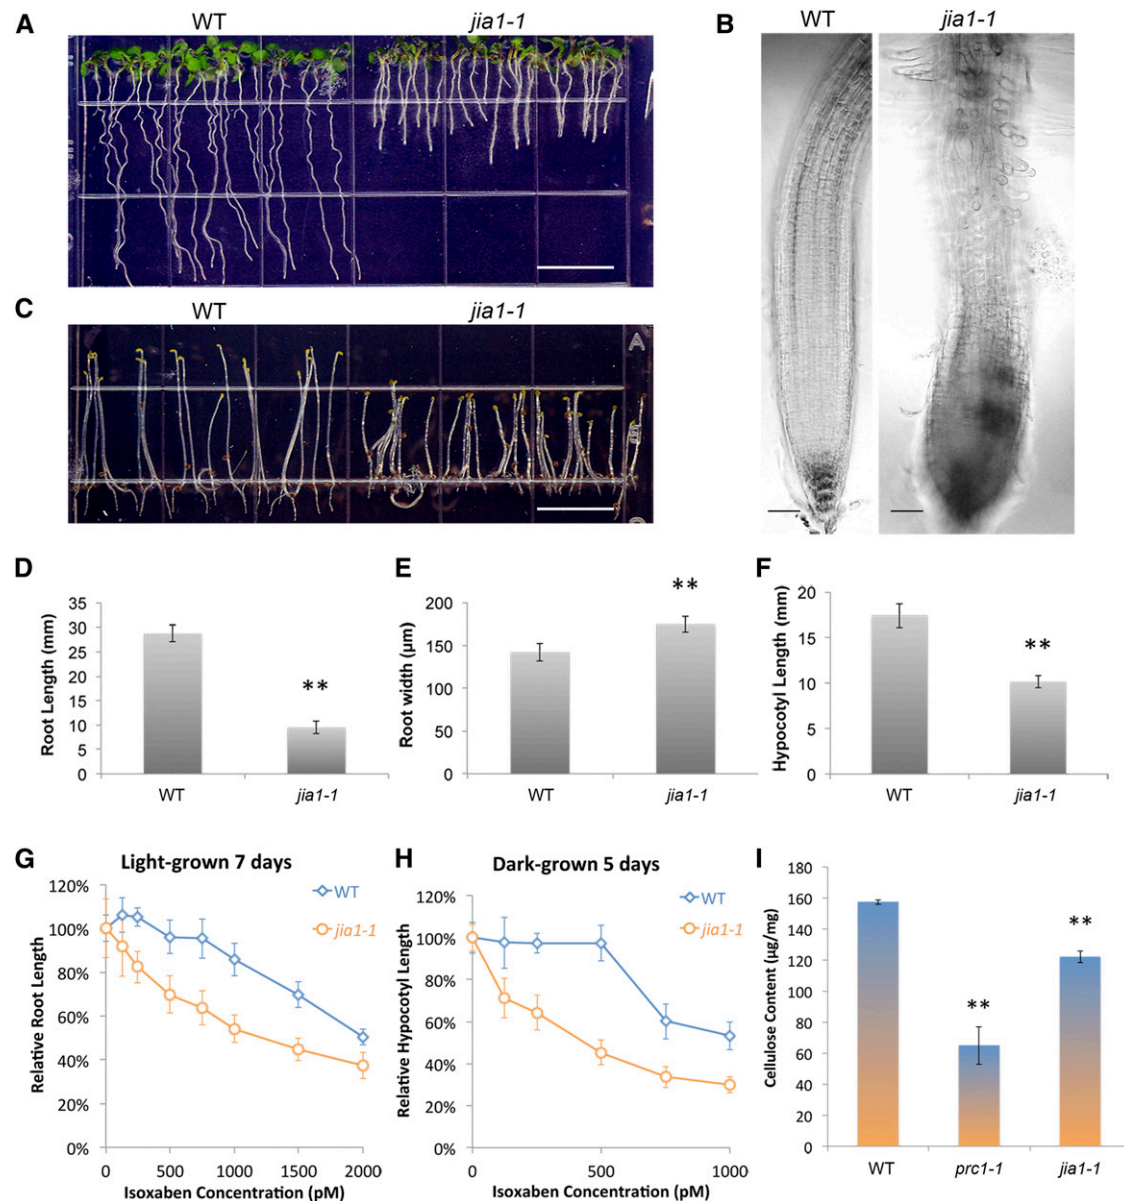 A
WT
jia1-1
B
WT
jia1-1
C
WT
jia1-1
A
D
Root Length (mm)
35
30
25
20
15
10
5
0
**
WT
jia1-1
E
Root width (µm)
200
150
100
50
0
**
WT
jia1-1
F
Hypocotyl Length (mm)
20
15
10
5
0
**
WT
jia1-1
G
Light-grown 7 days
Relative Root Length
120%
100%
80%
60%
40%
20%
0%
WT
jia1-1
0
500
1000
1500
2000
Isoxaben Concentration (pM)
H
Dark-grown 5 days
Relative Hypocotyl Length
120%
100%
80%
60%
40%
20%
0%
WT
jia1-1
0
500
1000
Isoxaben Concentration (pM)
I
Cellulose Content (µg/mg)
180
160
140
120
100
80
60
40
20
0
**
**
WT
prc1-1
jia1-1